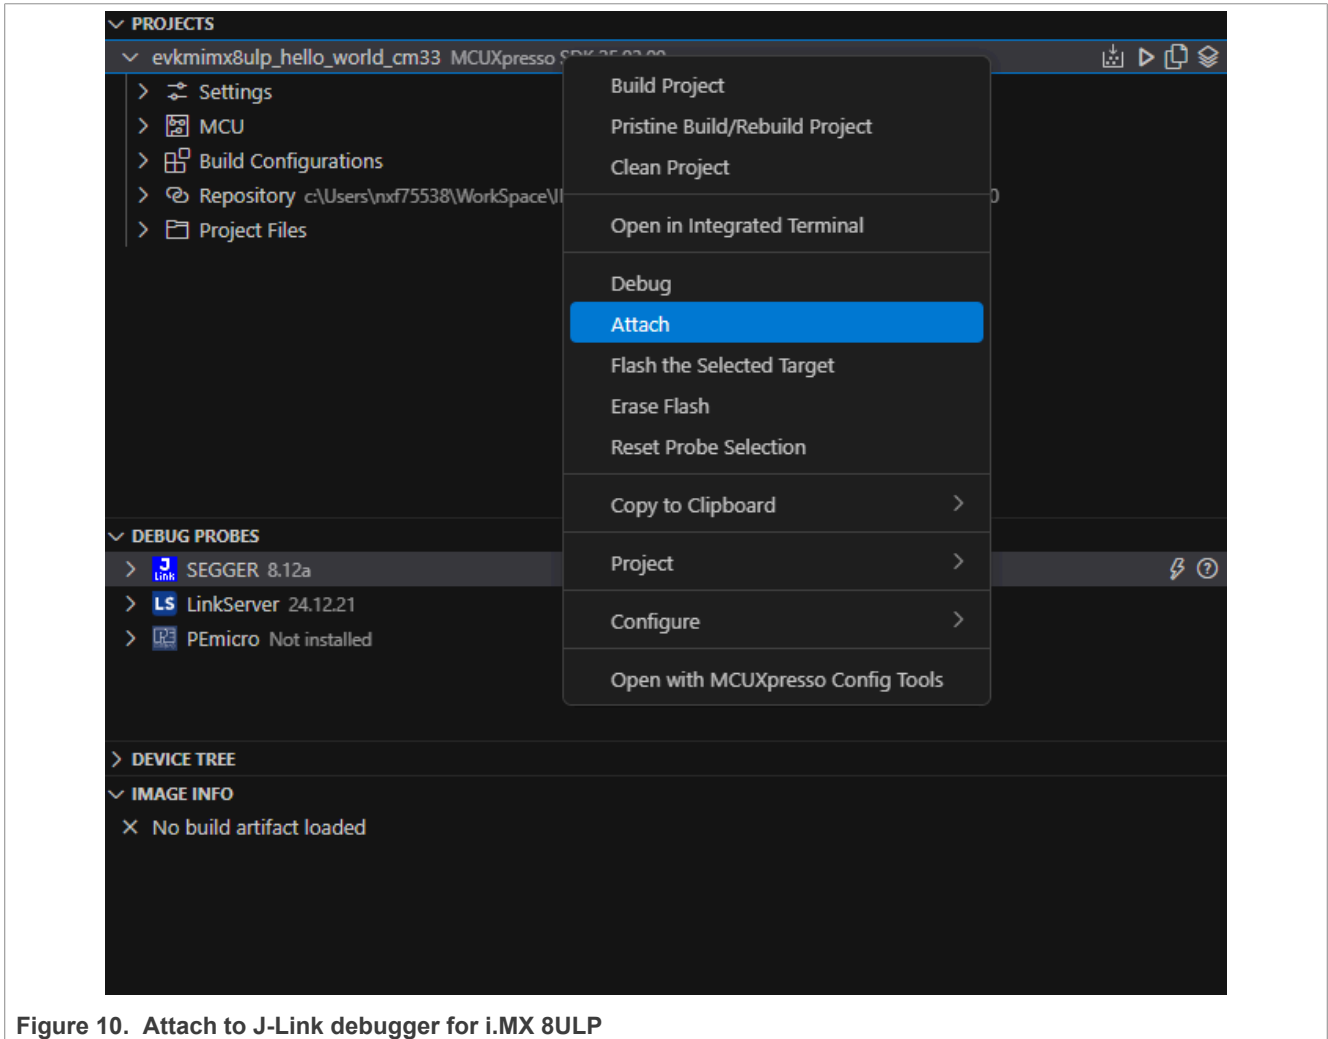 PROJECTS
evkmimx8ulp_hello_world_cm33 MCUXpresso
Settings
MCU
Build Configurations
Repository c:\Users\nxf75538\WorkSpace\
Project Files
Build Project
Pristine Build/Rebuild Project
Clean Project
Open in Integrated Terminal
Debug
Attach
Flash the Selected Target
Erase Flash
Reset Probe Selection
Copy to Clipboard
Project
Configure
Open with MCUXpresso Config Tools
DEBUG PROBES
J Link SEGGER 8.12a
LS LinkServer 24.12.21
PEmicro Not installed
DEVICE TREE
IMAGE INFO
No build artifact loaded
Figure 10. Attach to J-Link debugger for i.MX 8ULP